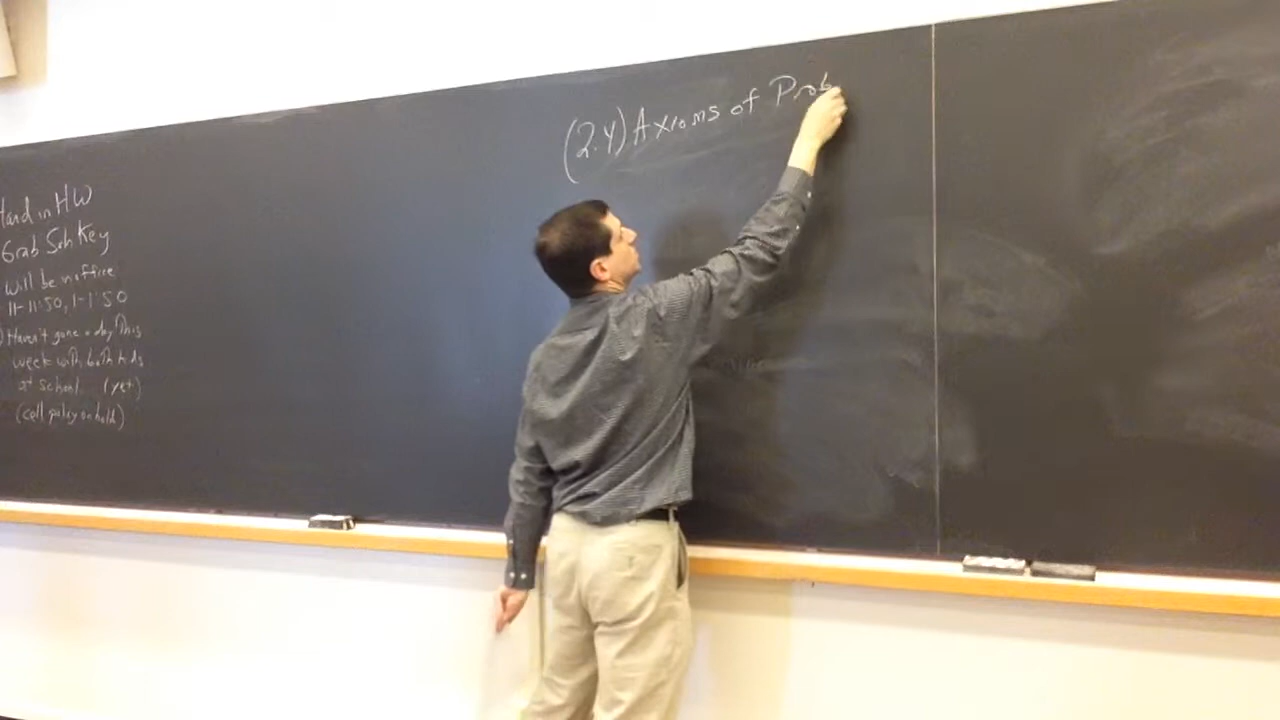 (2.4) Axioms of Prob
Hand in HW
Grab Soln Key
will be in office
11-11:50, 1-1:50
) Haven't gone a day this
week with both kids
at school (yet)
(cell policy on hold)